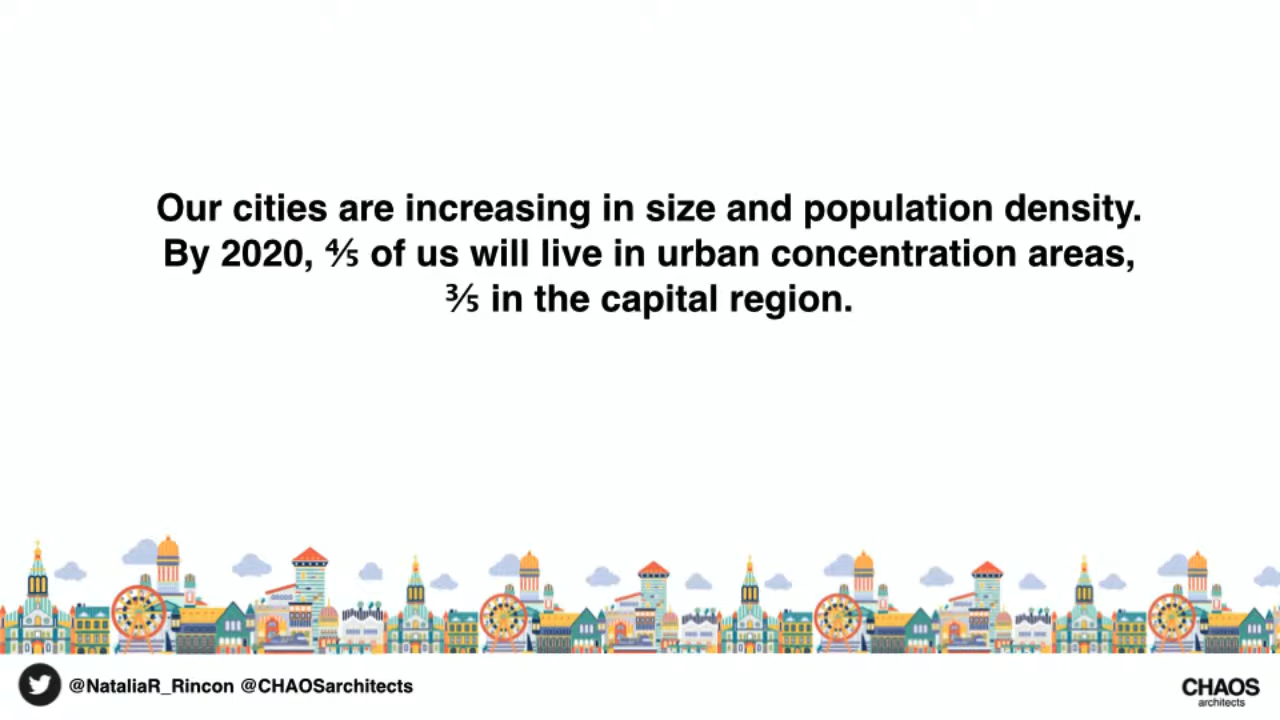 Our cities are increasing in size and population density.
By 2020, ⅘ of us will live in urban concentration areas,
⅗ in the capital region.
@NataliaR_Rincon @CHAOSarchitects
CHAOS
architects